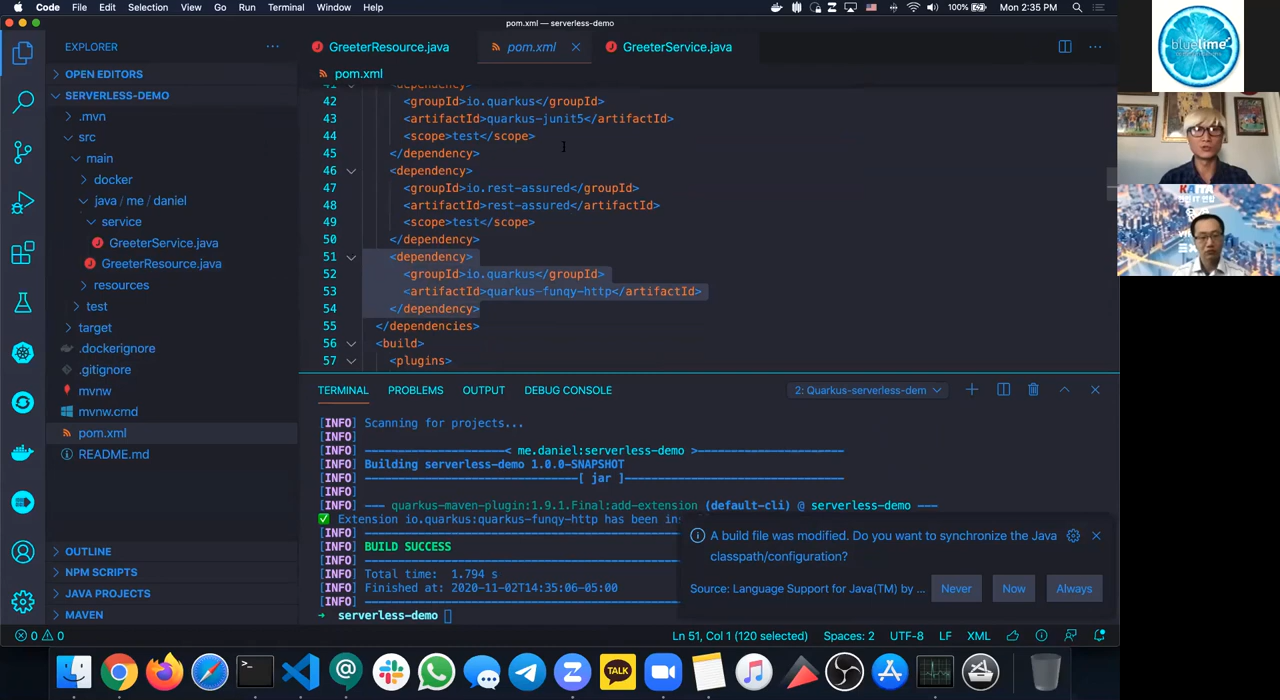 Code File Edit Selection View Go Run Terminal Window Help
100% Mon 2:35 PM
pom.xml — serverless-demo
EXPLORER
OPEN EDITORS
SERVERLESS-DEMO
.mvn
src
main
docker
java / me / daniel
service
GreeterService.java
GreeterResource.java
resources
test
target
.dockerignore
.gitignore
mvnw
mvnw.cmd
pom.xml
README.md
OUTLINE
NPM SCRIPTS
JAVA PROJECTS
MAVEN
GreeterResource.java pom.xml GreeterService.java
pom.xml
41 <dependency>
42 <groupId>io.quarkus</groupId>
43 <artifactId>quarkus-junit5</artifactId>
44 <scope>test</scope>
45 </dependency>
46 <dependency>
47 <groupId>io.rest-assured</groupId>
48 <artifactId>rest-assured</artifactId>
49 <scope>test</scope>
50 </dependency>
51 <dependency>
52 <groupId>io.quarkus</groupId>
53 <artifactId>quarkus-funqy-http</artifactId>
54 </dependency>
55 </dependencies>
56 <build>
57 <plugins>
TERMINAL PROBLEMS OUTPUT DEBUG CONSOLE 2: Quarkus-serverless-dem
[INFO] Scanning for projects...
[INFO]
[INFO] < me.daniel:serverless-demo >
[INFO] Building serverless-demo 1.0.0-SNAPSHOT
[INFO] [ jar ]
[INFO]
[INFO] --- quarkus-maven-plugin:1.9.1.Final:add-extension (default-cli) @ serverless-demo ---
✅ Extension io.quarkus:quarkus-funqy-http has been ins
[INFO]
[INFO] BUILD SUCCESS
[INFO]
[INFO] Total time: 1.794 s
[INFO] Finished at: 2020-11-02T14:35:06-05:00
[INFO]
→ serverless-demo
A build file was modified. Do you want to synchronize the Java
classpath/configuration?
Source: Language Support for Java(TM) by ... Never Now Always
0 0 Ln 51, Col 1 (120 selected) Spaces: 2 UTF-8 LF XML
TALK
bluelime